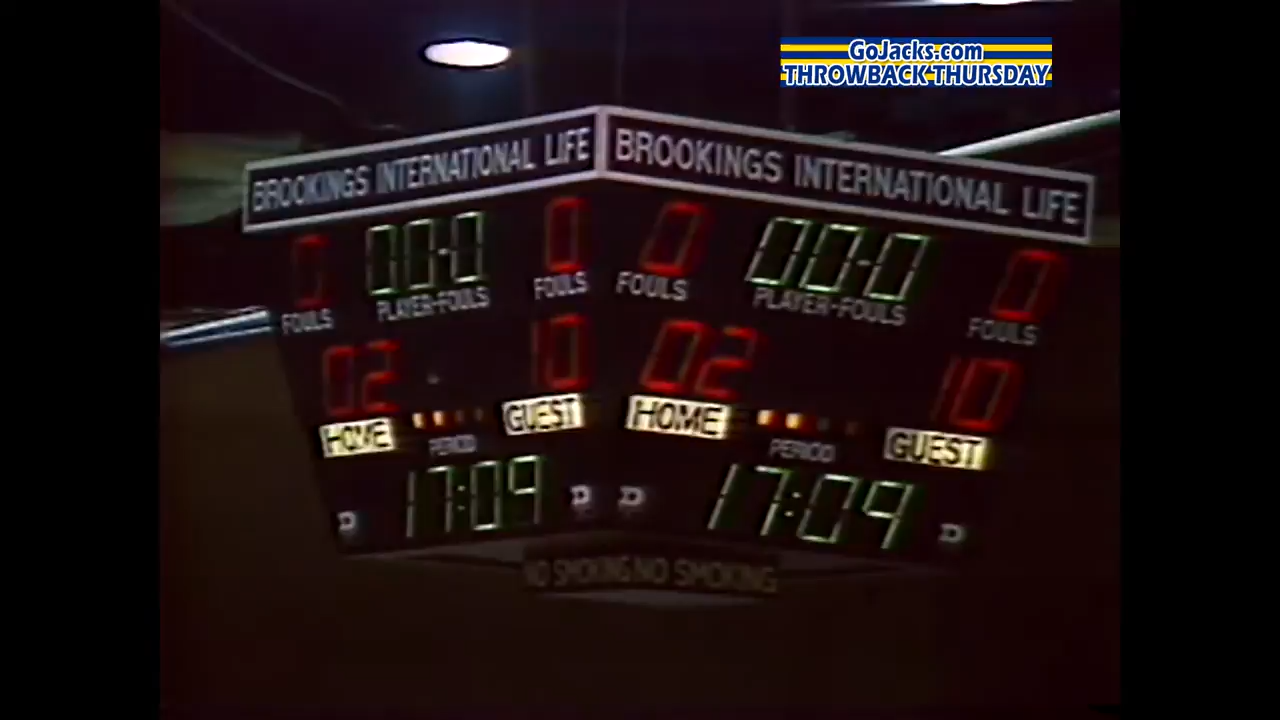 GoJacks.com
THROWBACK THURSDAY
BROOKINGS INTERNATIONAL LIFE BROOKINGS INTERNATIONAL LIFE
0 00-0 0 0 00-0 0
FOULS PLAYER-FOULS FOULS FOULS PLAYER-FOULS FOULS
02 10 02 10
HOME PERIOD GUEST HOME PERIOD GUEST
17:09 17:09
NO SMOKING NO SMOKING